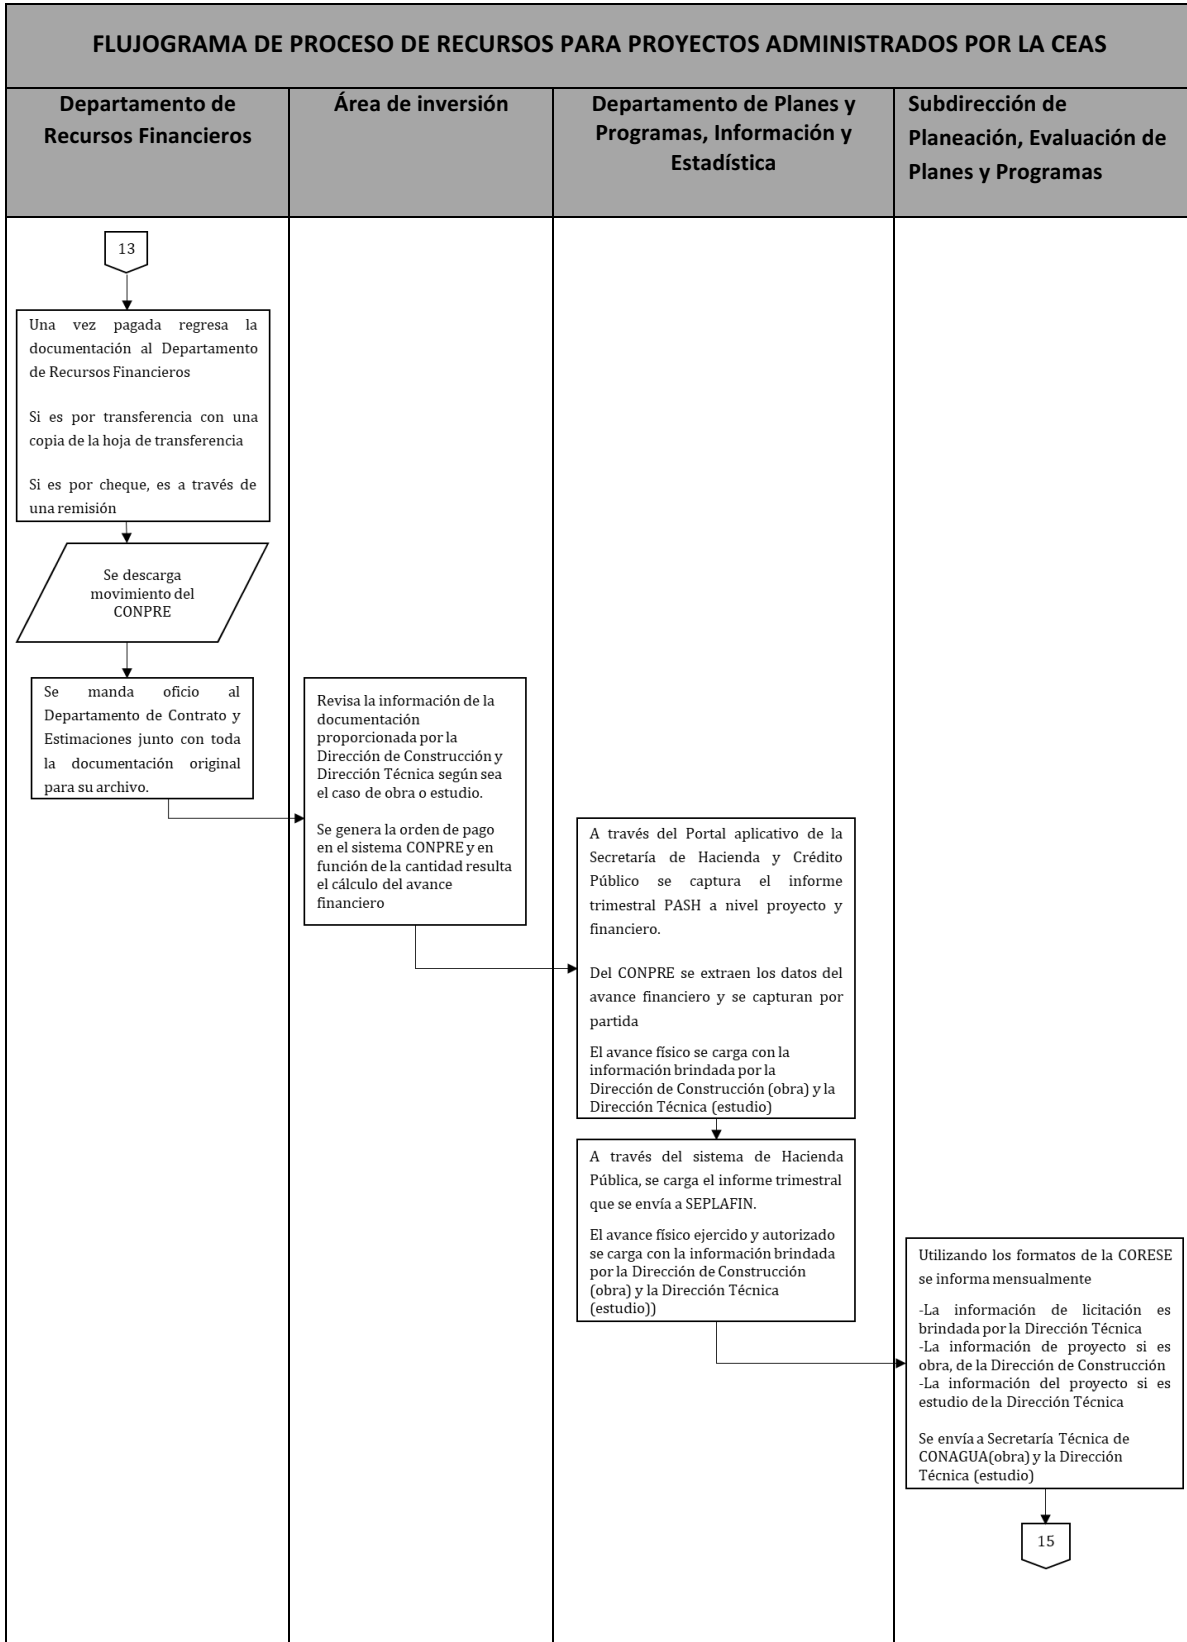 FLUJOGRAMA DE PROCESO DE RECURSOS PARA PROYECTOS ADMINISTRADOS POR LA CEAS
Departamento de
Recursos Financieros
Área de inversión
Departamento de Planes y
Programas, Información y
Estadística
Subdirección de
Planeación, Evaluación de
Planes y Programas
13
Una vez pagada regresa la
documentación al Departamento
de Recursos Financieros
Si es por transferencia con una
copia de la hoja de transferencia
Si es por cheque, es a través de
una remisión
Se descarga
movimiento del
CONPRE
Se manda oficio al
Departamento de Contrato y
Estimaciones junto con toda
la documentación original
para su archivo.
Revisa la información de la
documentación
proporcionada por la
Dirección de Construcción y
Dirección Técnica según sea
el caso de obra o estudio.
Se genera la orden de pago
en el sistema CONPRE y en
función de la cantidad resulta
el cálculo del avance
financiero
A través del Portal aplicativo de la
Secretaría de Hacienda y Crédito
Público se captura el informe
trimestral PASH a nivel proyecto y
financiero.
Del CONPRE se extraen los datos del
avance financiero y se capturan por
partida
El avance físico se carga con la
información brindada por la
Dirección de Construcción (obra) y la
Dirección Técnica (estudio)
A través del sistema de Hacienda
Pública, se carga el informe trimestral
que se envía a SEPLAFIN.
El avance físico ejercido y autorizado
se carga con la información brindada
por la Dirección de Construcción
(obra) y la Dirección Técnica
(estudio))
Utilizando los formatos de la CORESE
se informa mensualmente
-La información de licitación es
brindada por la Dirección Técnica
-La información de proyecto si es
obra, de la Dirección de Construcción
-La información del proyecto si es
estudio de la Dirección Técnica
Se envía a Secretaría Técnica de
CONAGUA(obra) y la Dirección
Técnica (estudio)
15